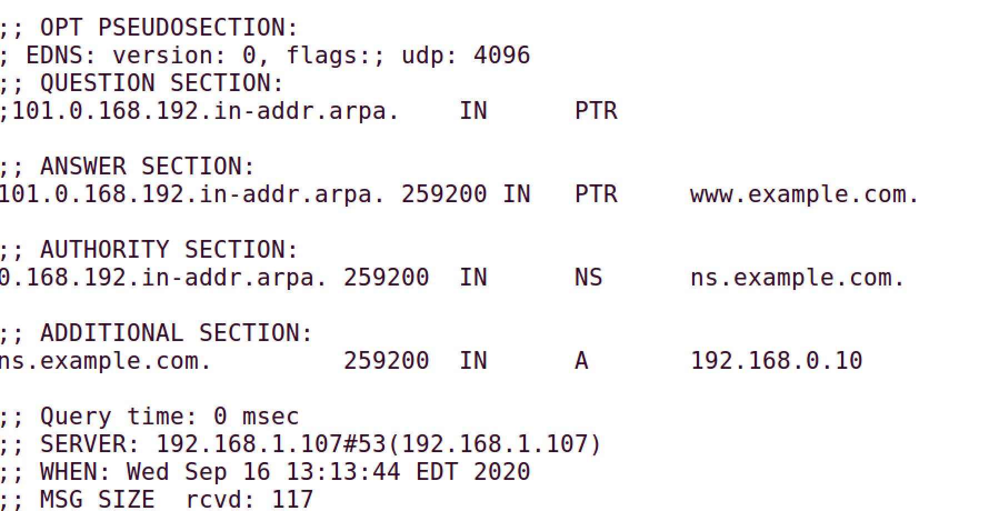 ;; OPT PSEUDOSECTION:
; EDNS: version: 0, flags:; udp: 4096
;; QUESTION SECTION:
;101.0.168.192.in-addr.arpa.	IN	PTR
;; ANSWER SECTION:
101.0.168.192.in-addr.arpa. 259200 IN	PTR	www.example.com.
;; AUTHORITY SECTION:
0.168.192.in-addr.arpa.	259200	IN	NS	ns.example.com.
;; ADDITIONAL SECTION:
ns.example.com.	259200	IN	A	192.168.0.10
;; Query time: 0 msec
;; SERVER: 192.168.1.107#53(192.168.1.107)
;; WHEN: Wed Sep 16 13:13:44 EDT 2020
;; MSG SIZE  rcvd: 117